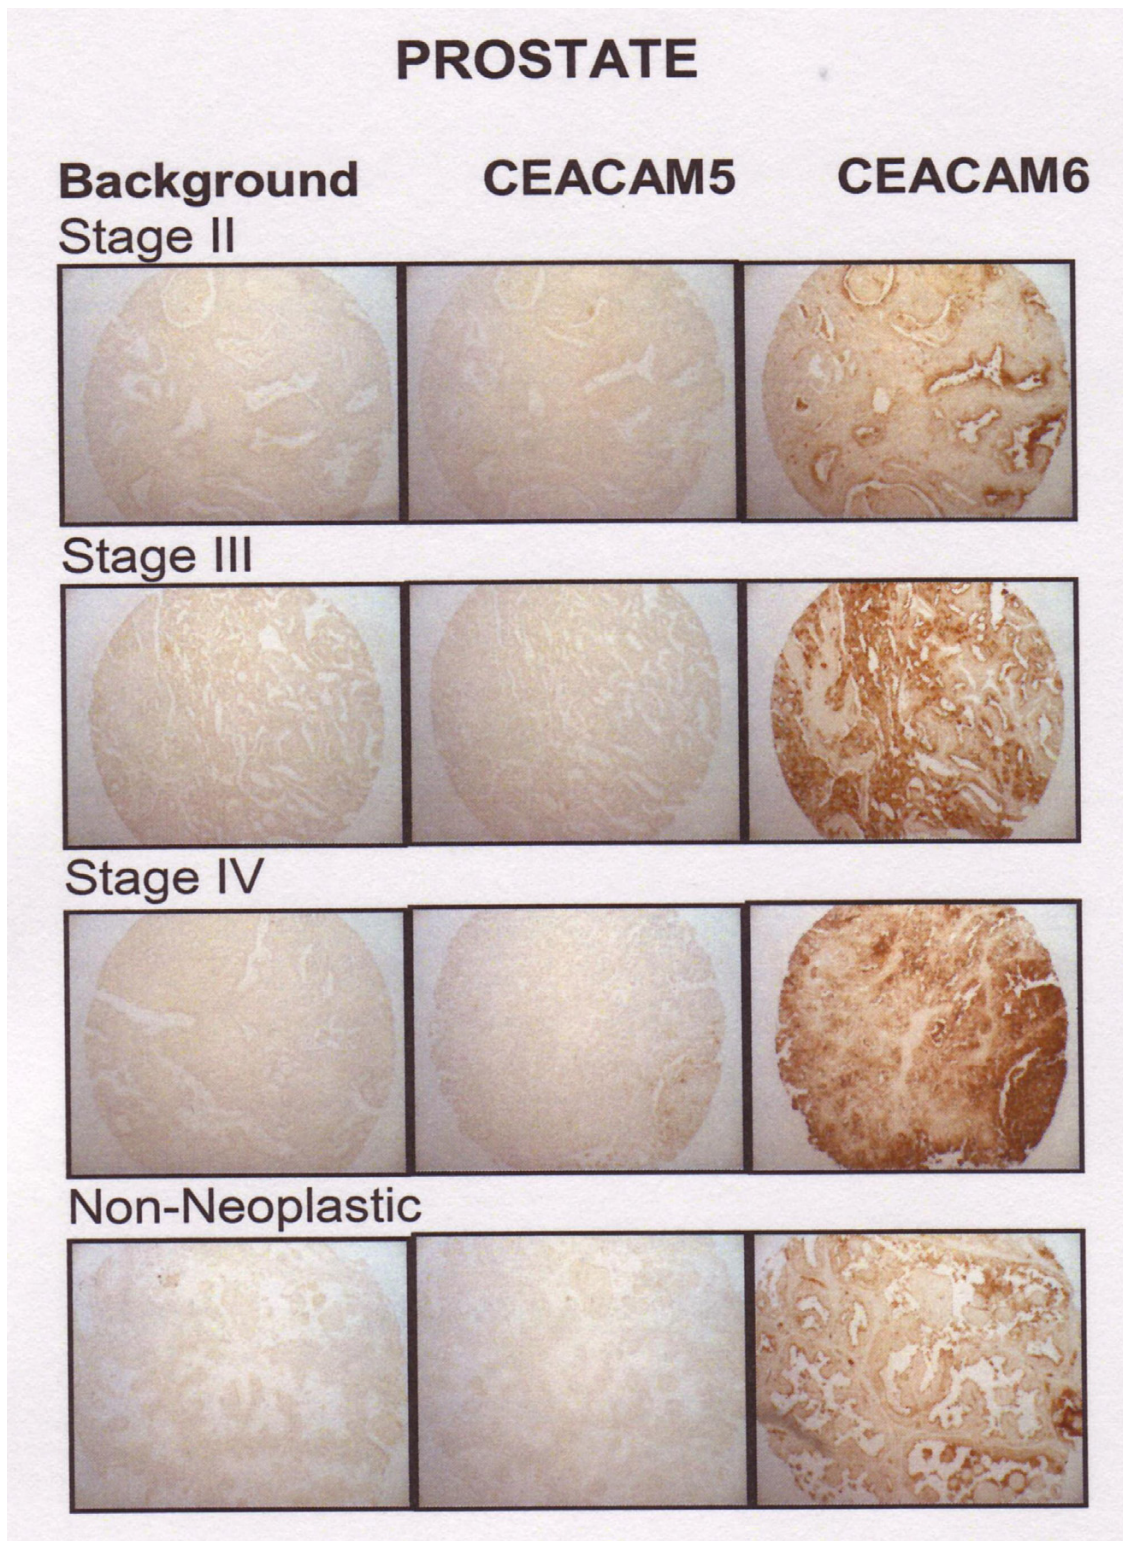 PROSTATE
Background CEACAM5 CEACAM6
Stage II
Stage III
Stage IV
Non-Neoplastic